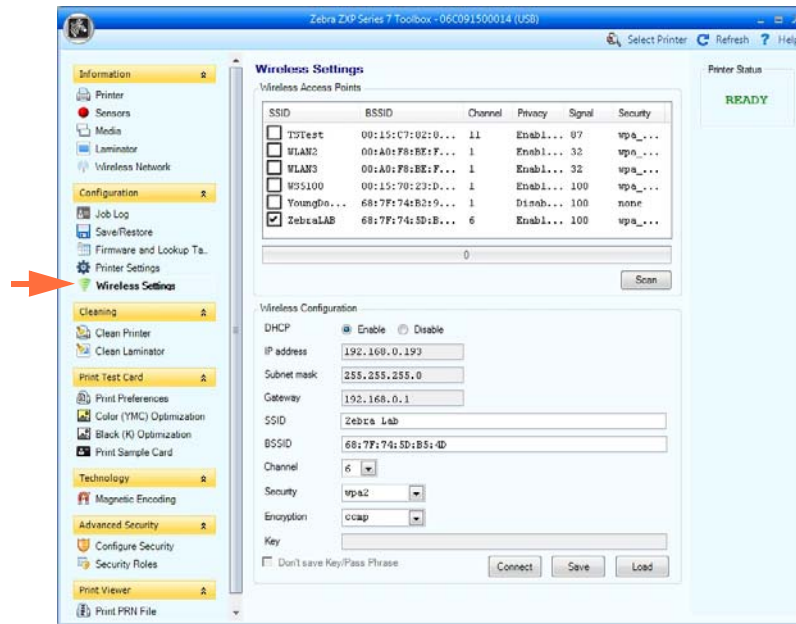 Zebra ZXP Series 7 Toolbox - 06C091500014 (USB)
Select Printer Refresh ? Help
Information
Printer
Sensors
Media
Laminator
Wireless Network
Configuration
Job Log
Save/Restore
Firmware and Lookup Ta..
Printer Settings
Wireless Settings
Cleaning
Clean Printer
Clean Laminator
Print Test Card
Print Preferences
Color (YMC) Optimization
Black (K) Optimization
Print Sample Card
Technology
Magnetic Encoding
Advanced Security
Configure Security
Security Roles
Print Viewer
Print PRN File
Wireless Settings
Wireless Access Points
SSID BSSID Channel Privacy Signal Security
TSTest 00:15:C7:82:8... 11 Enabl... 87 wpa_...
WLAN2 00:A0:F8:BE:F... 1 Enabl... 32 wpa_...
WLAN3 00:A0:F8:BE:F... 1 Enabl... 32 wpa_...
WS5100 00:15:70:23:D... 1 Enabl... 100 wpa_...
YoungDo... 68:7F:74:B2:9... 1 Disab... 100 none
ZebraLAB 68:7F:74:5D:B... 6 Enabl... 100 wpa_...
0
Scan
Wireless Configuration
DHCP Enable Disable
IP address 192.168.0.193
Subnet mask 255.255.255.0
Gateway 192.168.0.1
SSID Zebra Lab
BSSID 68:7F:74:5D:B5:4D
Channel 6
Security wpa2
Encryption ccmp
Key
Don't save Key/Pass Phrase
Connect Save Load
Printer Status
READY